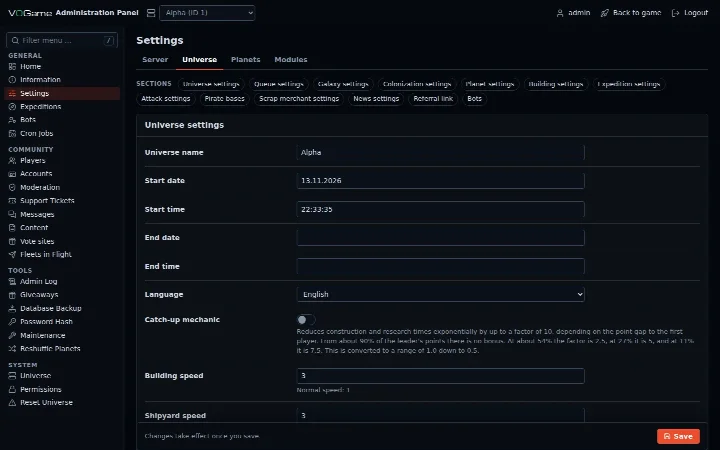 VOGame Administration Panel
Alpha (ID 1)
admin
Back to game
Logout
Filter menu ...
/
GENERAL
Home
Information
Settings
Expeditions
Bots
Cron Jobs
COMMUNITY
Players
Accounts
Moderation
Support Tickets
Messages
Content
Vote sites
Fleets in Flight
TOOLS
Admin Log
Giveaways
Database Backup
Password Hash
Maintenance
Reshuffle Planets
SYSTEM
Universe
Permissions
Reset Universe
Settings
Server Universe Planets Modules
SECTIONS Universe settings Queue settings Galaxy settings Colonization settings Planet settings Building settings Expedition settings
Attack settings Pirate bases Scrap merchant settings News settings Referral link Bots
Universe settings
Universe name Alpha
Start date 13.11.2026
Start time 22:33:35
End date
End time
Language English
Catch-up mechanic
Reduces construction and research times exponentially by up to a factor of 10, depending on the point gap to the first
player. From about 90% of the leader's points there is no bonus. At about 54% the factor is 2.5, at 27% it is 5, and at 11%
it is 7.5. This is converted to a range of 1.0 down to 0.5.
Building speed 3
Normal speed: 1
Shipyard speed 3
Changes take effect once you save.
Save